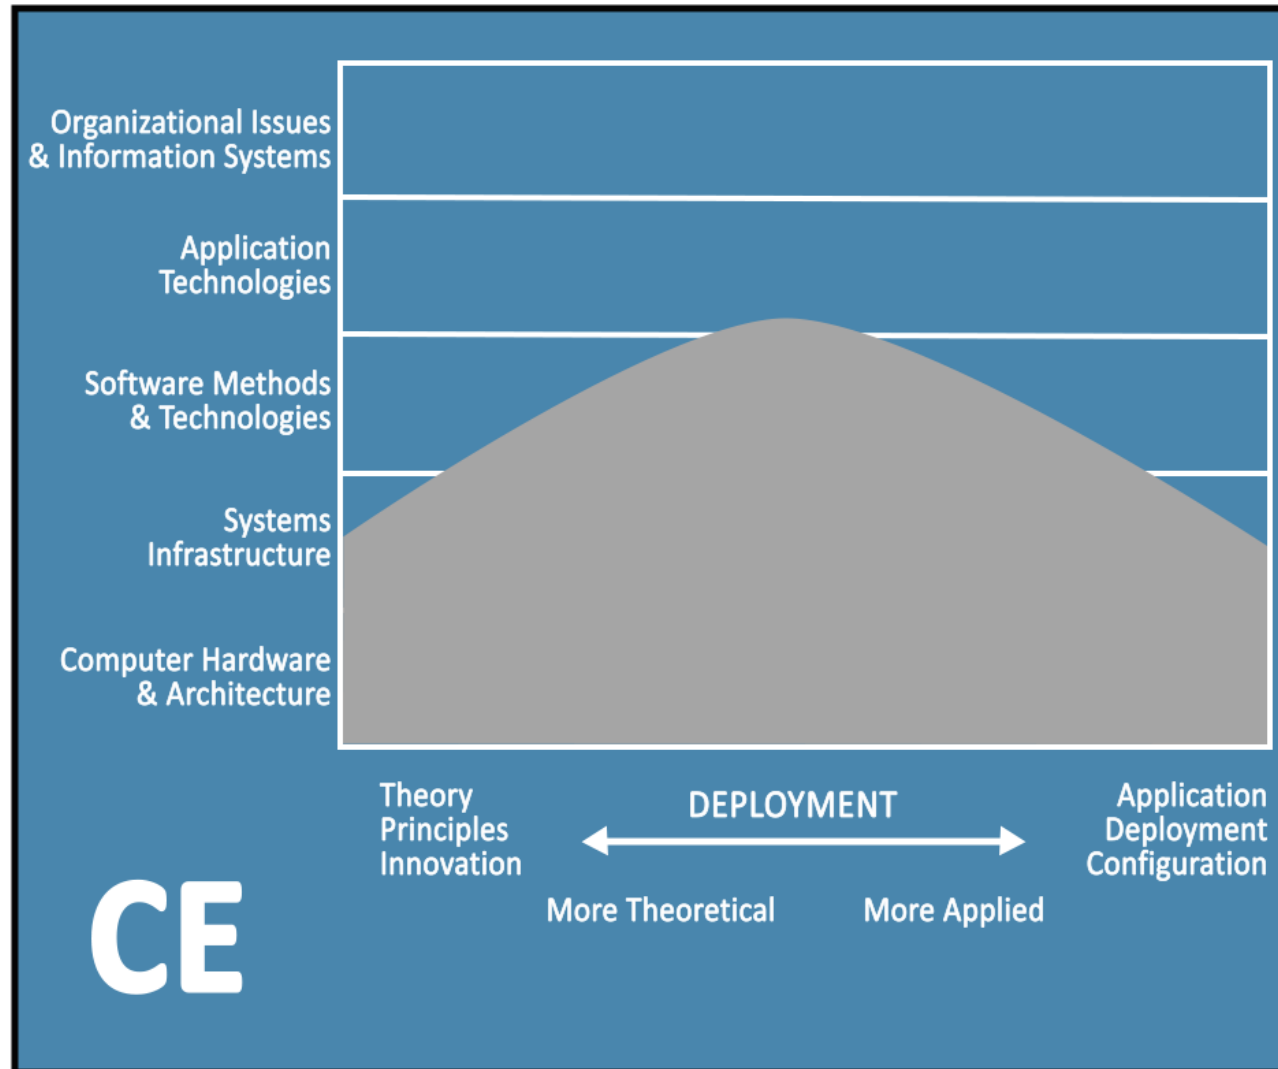 Organizational Issues
& Information Systems
Application
Technologies
Software Methods
& Technologies
Systems
Infrastructure
Computer Hardware
& Architecture
Theory
Principles
Innovation
DEPLOYMENT
Application
Deployment
Configuration
More Theoretical
More Applied
CE